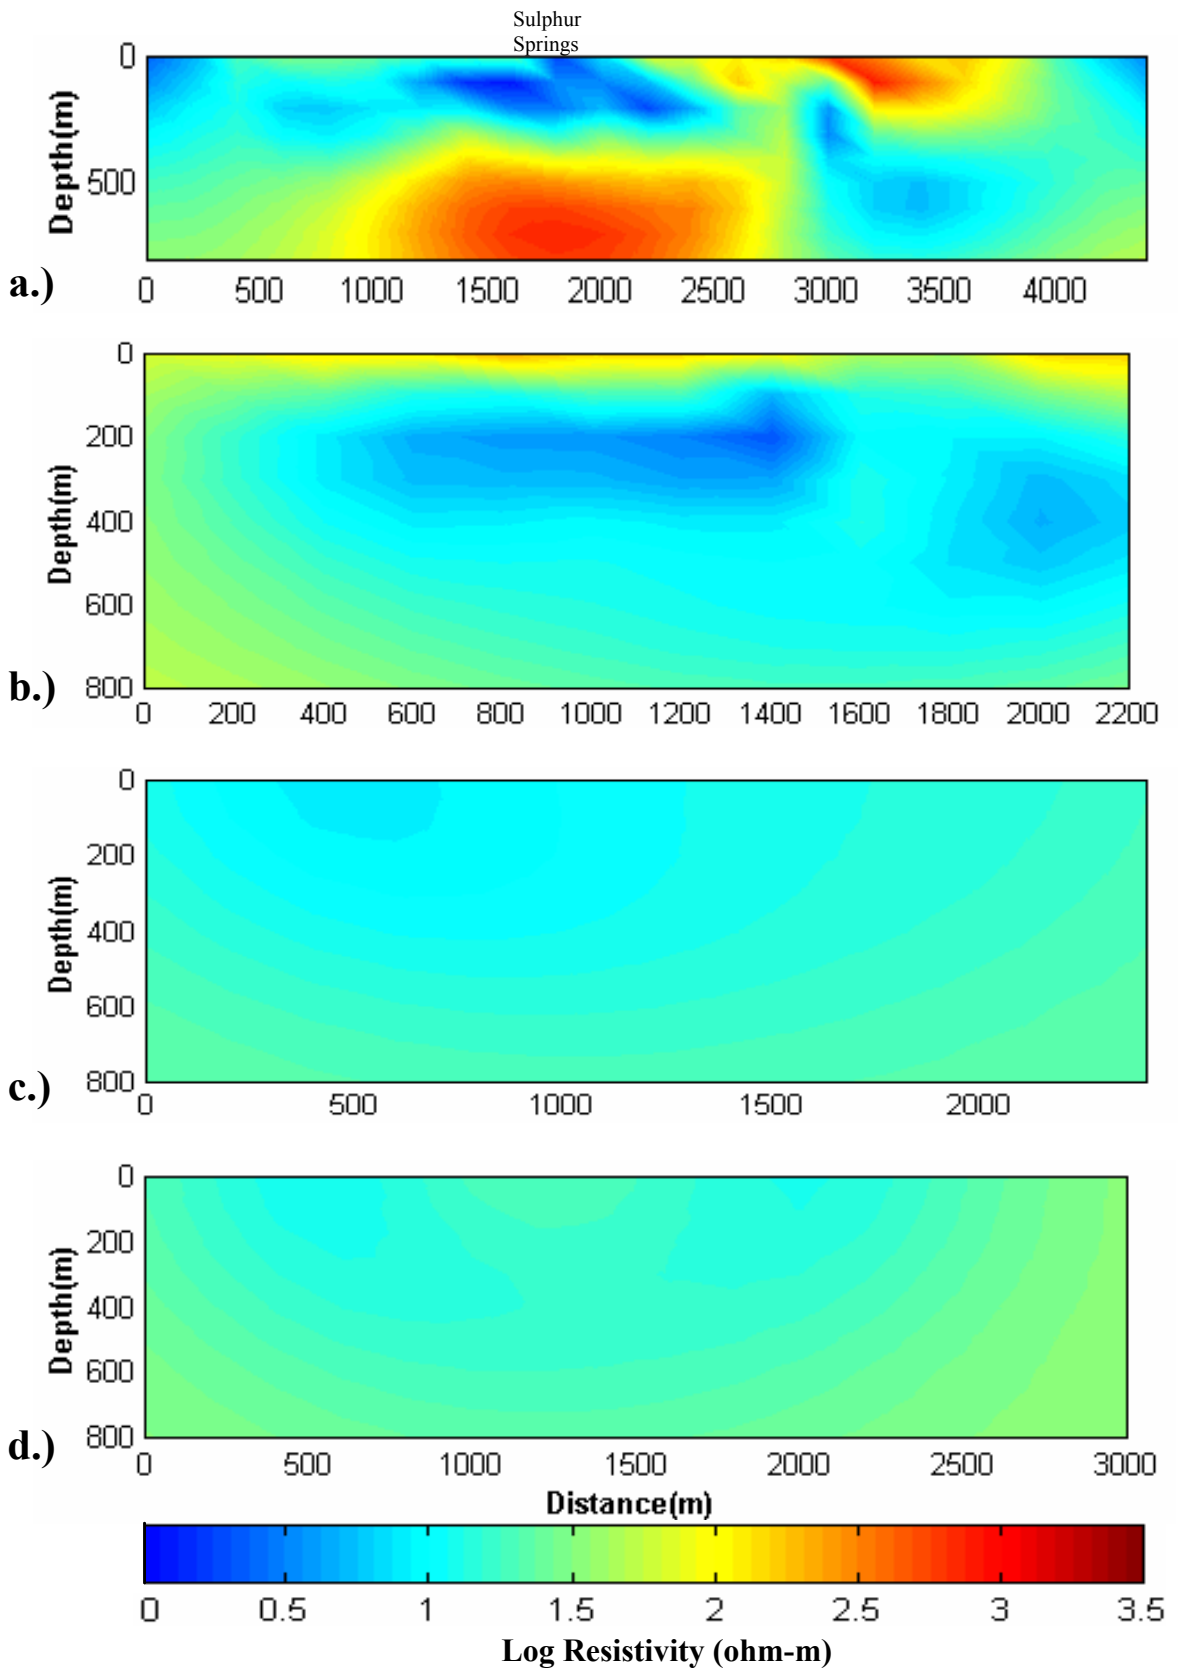 Sulphur
Springs
0
500
Depth(m)
a.)
0 500 1000 1500 2000 2500 3000 3500 4000
0
200
400
600
800
Depth(m)
b.)
0 200 400 600 800 1000 1200 1400 1600 1800 2000 2200
0
200
400
600
800
Depth(m)
c.)
0 500 1000 1500 2000
0
200
400
600
800
Depth(m)
d.)
0 500 1000 1500 2000 2500 3000
Distance(m)
0 0.5 1 1.5 2 2.5 3 3.5
Log Resistivity (ohm-m)